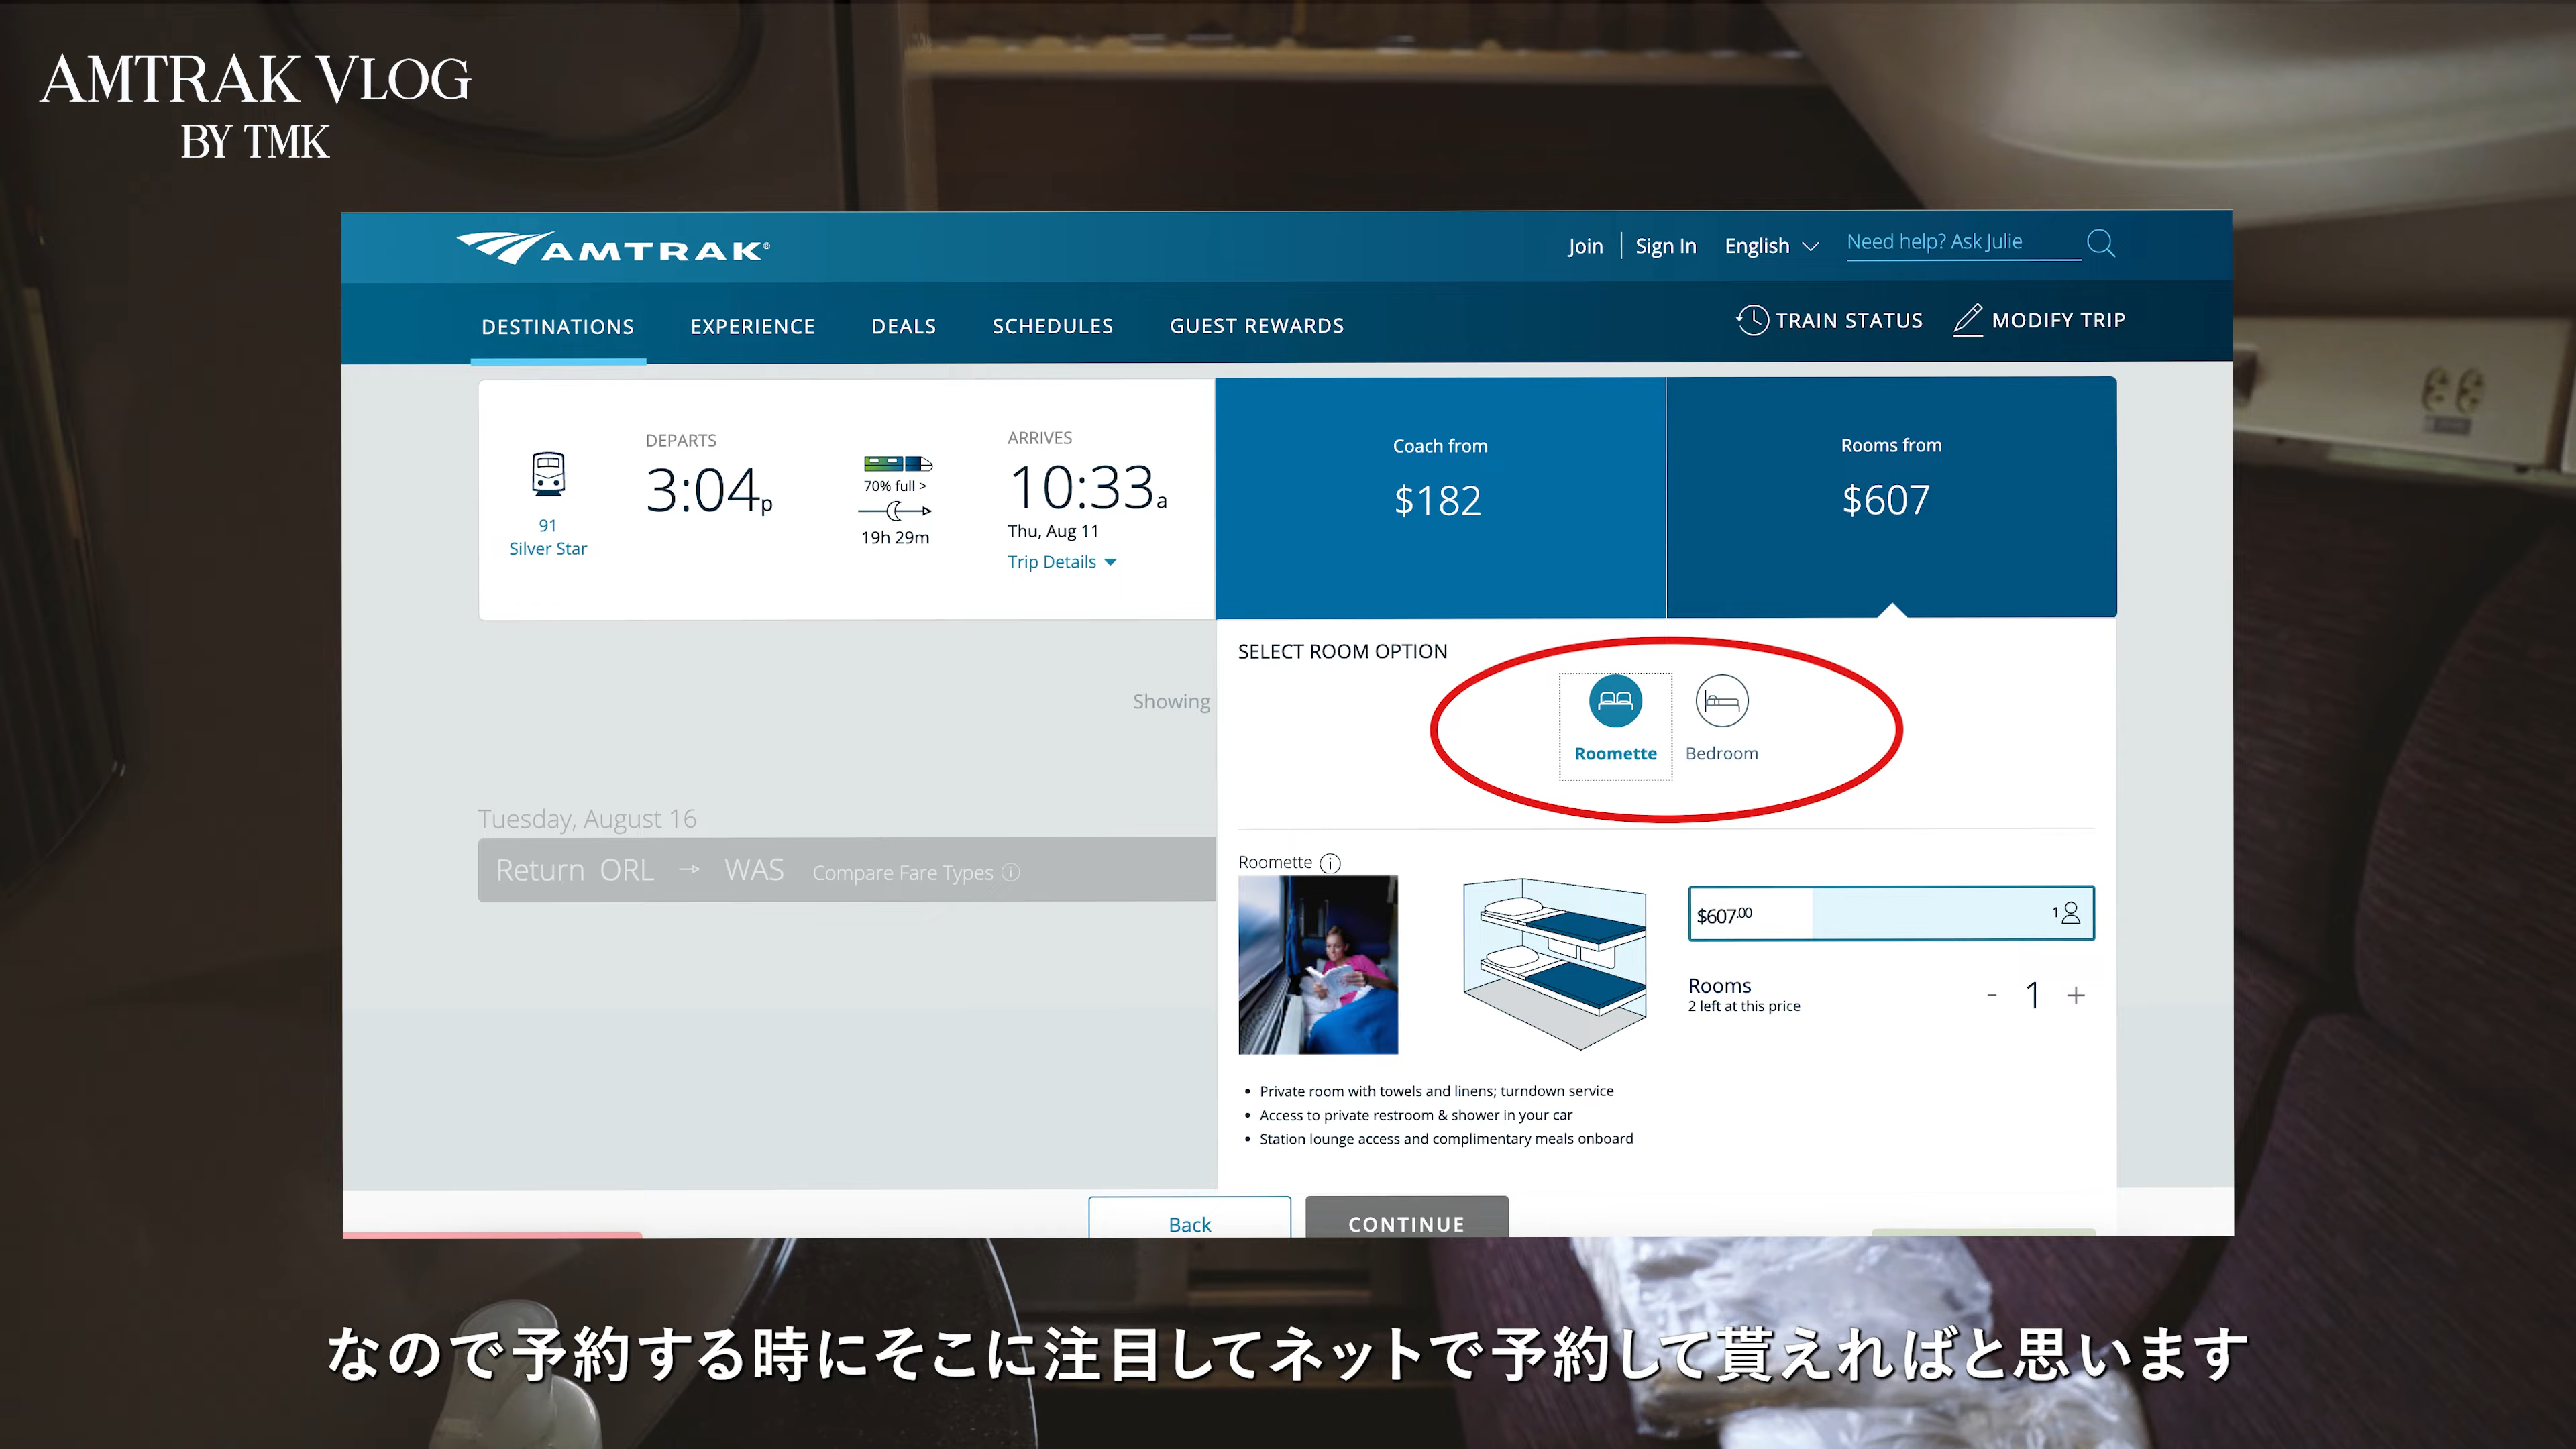 AMTRAK VLOG
BY TMK
AMTRAK®
Join
Sign In
English
Need help? Ask Julie
DESTINATIONS
EXPERIENCE
DEALS
SCHEDULES
GUEST REWARDS
TRAIN STATUS
MODIFY TRIP
91
Silver Star
DEPARTS
3:04p
70% full >
19h 29m
ARRIVES
10:33a
Thu, Aug 11
Trip Details
Coach from
$182
Rooms from
$607
SELECT ROOM OPTION
Roomette
Bedroom
Showing
Tuesday, August 16
Return ORL → WAS Compare Fare Types
Roomette
$607.00
1
Rooms
2 left at this price
- 1 +
• Private room with towels and linens; turndown service
• Access to private restroom & shower in your car
• Station lounge access and complimentary meals onboard
Back
CONTINUE
なので予約する時にそこに注目してネットで予約して貰えればと思います